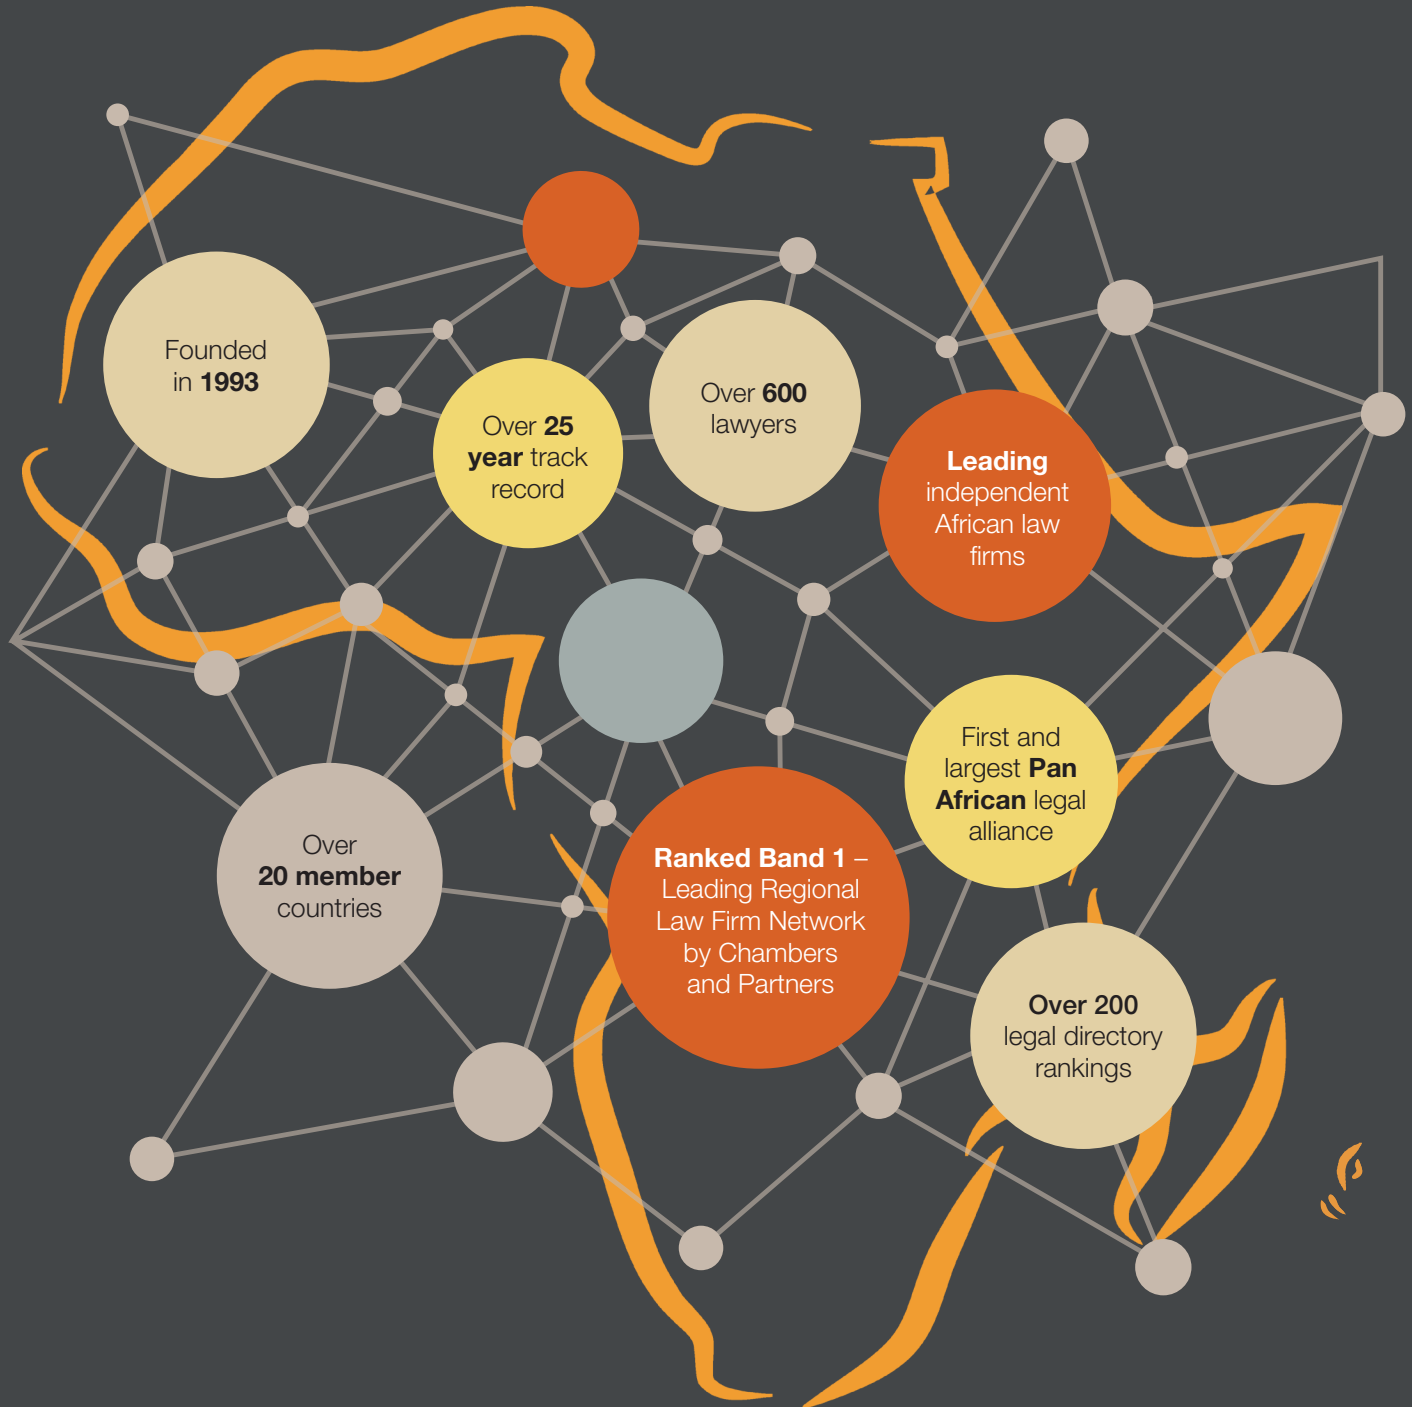 Founded
in 1993
Over 25
year track
record
Over 600
lawyers
Leading
independent
African law
firms
First and
largest Pan
African legal
alliance
Over
20 member
countries
Ranked Band 1 –
Leading Regional
Law Firm Network
by Chambers
and Partners
Over 200
legal directory
rankings